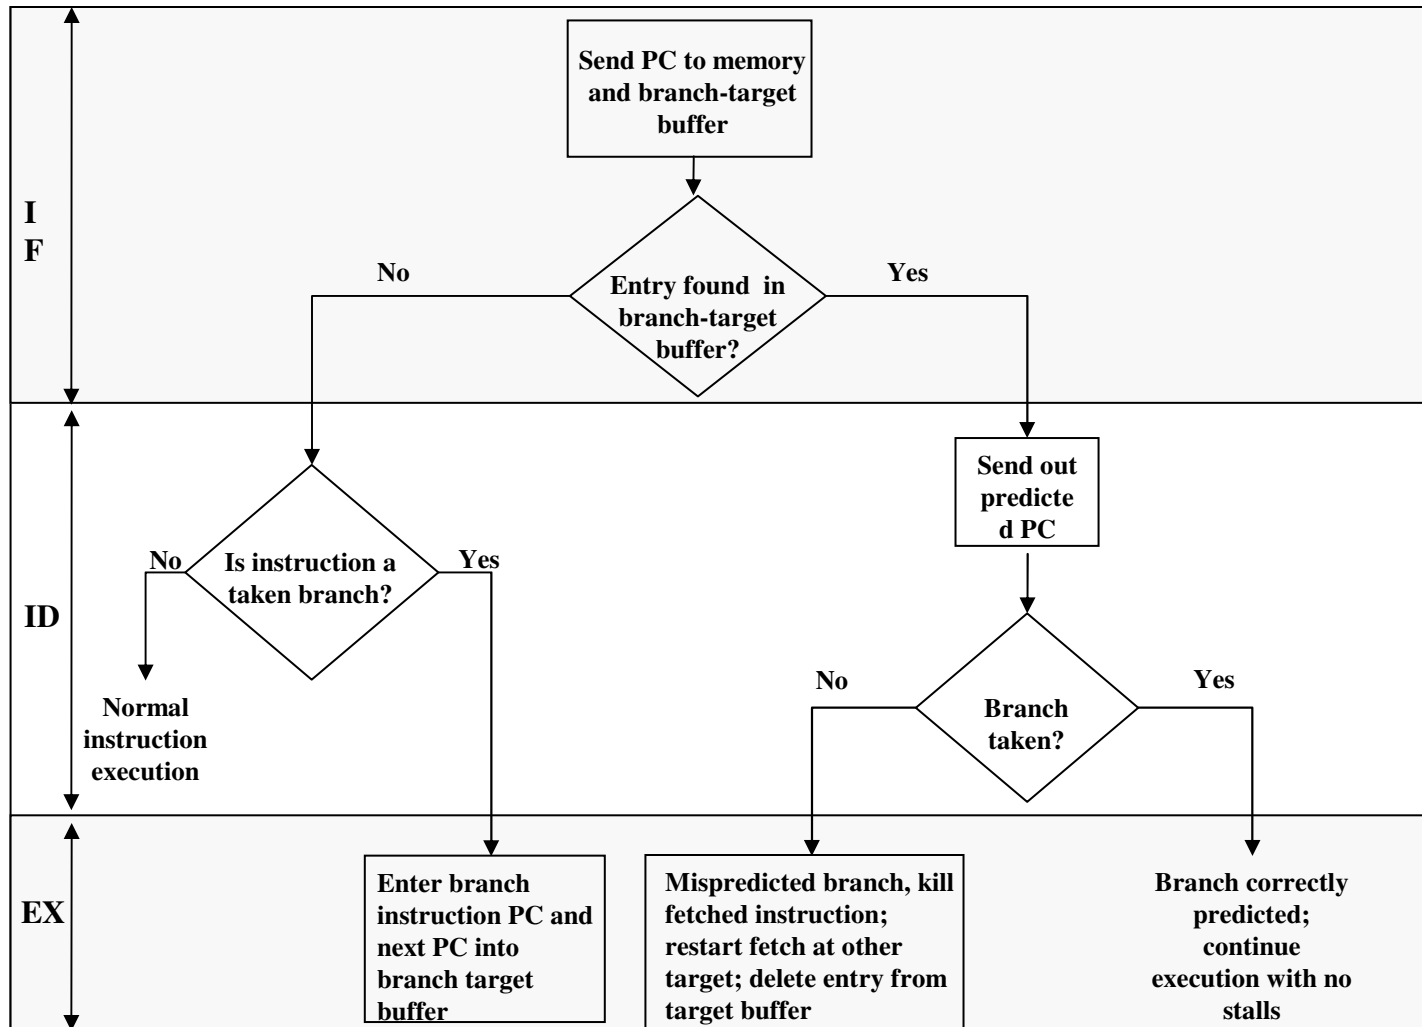 Send PC to memory
and branch-target
buffer
I
F
No
Yes
Entry found in
branch-target
buffer?
Send out
predicte
d PC
No
Is instruction a
taken branch?
Yes
ID
No
Yes
Normal
instruction
execution
Branch
taken?
EX
Enter branch
instruction PC and
next PC into
branch target
buffer
Mispredicted branch, kill
fetched instruction;
restart fetch at other
target; delete entry from
target buffer
Branch correctly
predicted;
continue
execution with no
stalls